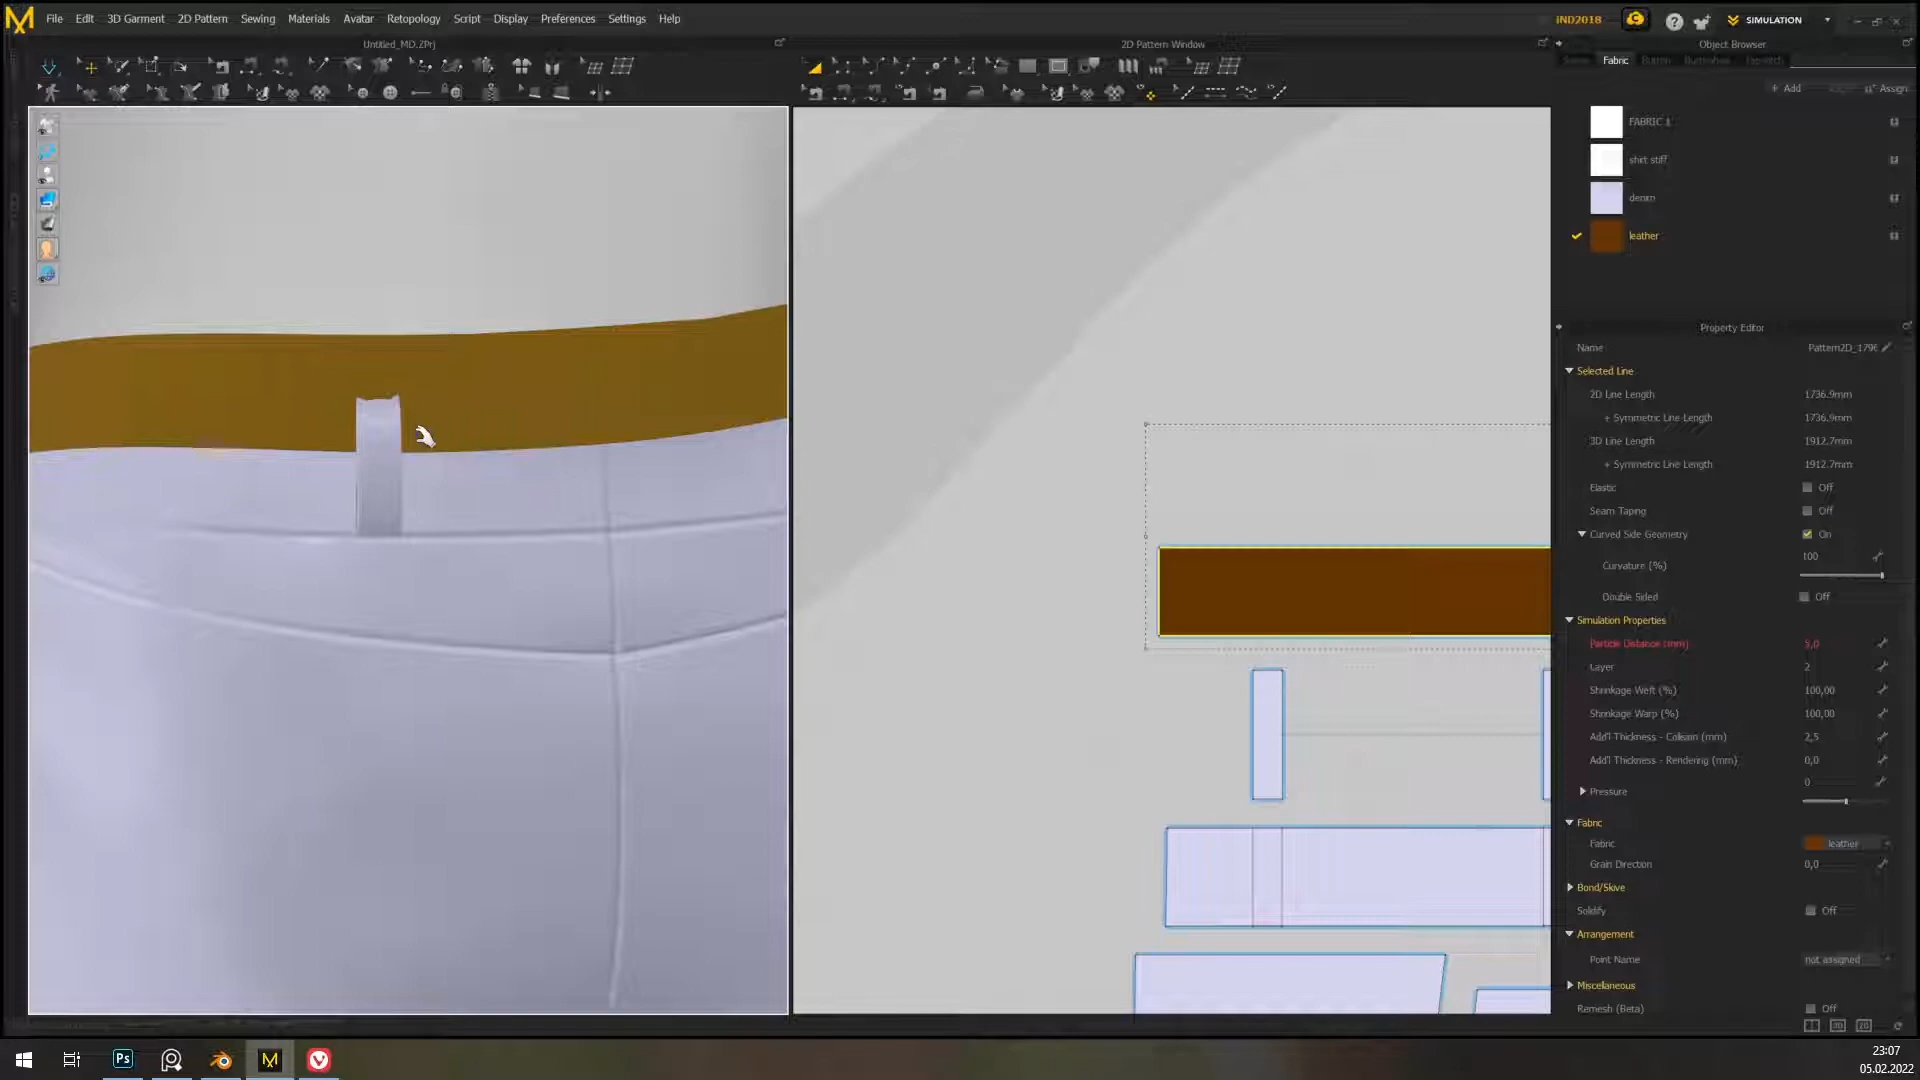 File Edit 3D Garment 2D Pattern Sewing Materials Avatar Retopology Script Display Preferences Settings Help
iND2018
SIMULATION
Untitled_MD.ZPrj
2D Pattern Window
Object Browser
Fabric Button
Add
Assign
FABRIC 1
shirt stiff
denim
leather
Property Editor
Name Pattern2D_1796
Selected Line
2D Line Length 1736.9mm
+ Symmetric Line Length 1736.9mm
3D Line Length 1912.7mm
+ Symmetric Line Length 1912.7mm
Elastic Off
Seam Taping Off
Curved Side Geometry On
Curvature (%) 100
Double Sided Off
Simulation Properties
Particle Distance (mm) 5,0
Layer 2
Shrinkage Weft (%) 100,00
Shrinkage Warp (%) 100,00
Add'l Thickness - Collision (mm) 2,5
Add'l Thickness - Rendering (mm) 0,0
Pressure 0
Fabric
Fabric leather
Grain Direction 0,0
Bond/Skive
Solidify Off
Arrangement
Point Name not assigned
Miscellaneous
Remesh (Beta) Off
3D
2D
Ps
23:07
05.02.2022